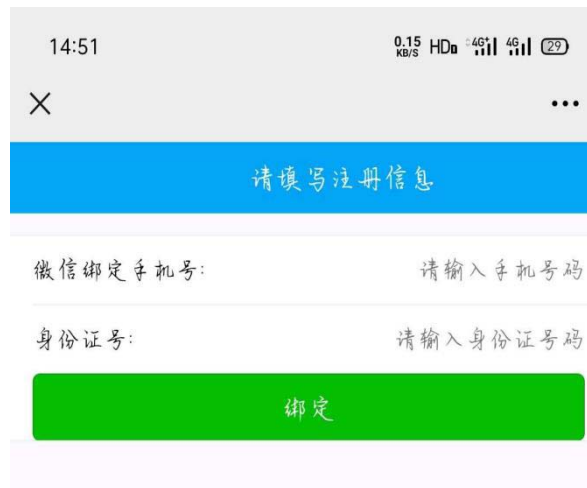 14:51 0.15 KB/S HD 4G+ 4G 29
请填写注册信息
微信绑定手机号: 请输入手机号码
身份证号: 请输入身份证号码
绑定